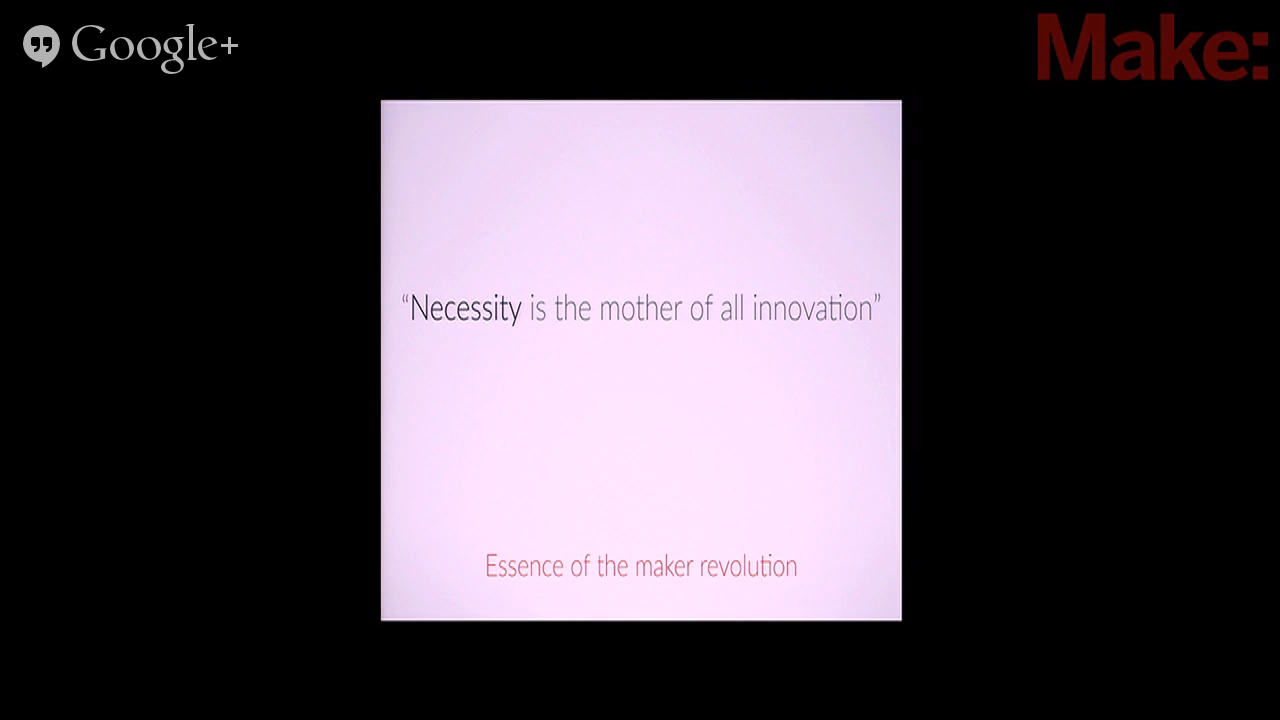 Google+
Make:
“Necessity is the mother of all innovation”
Essence of the maker revolution